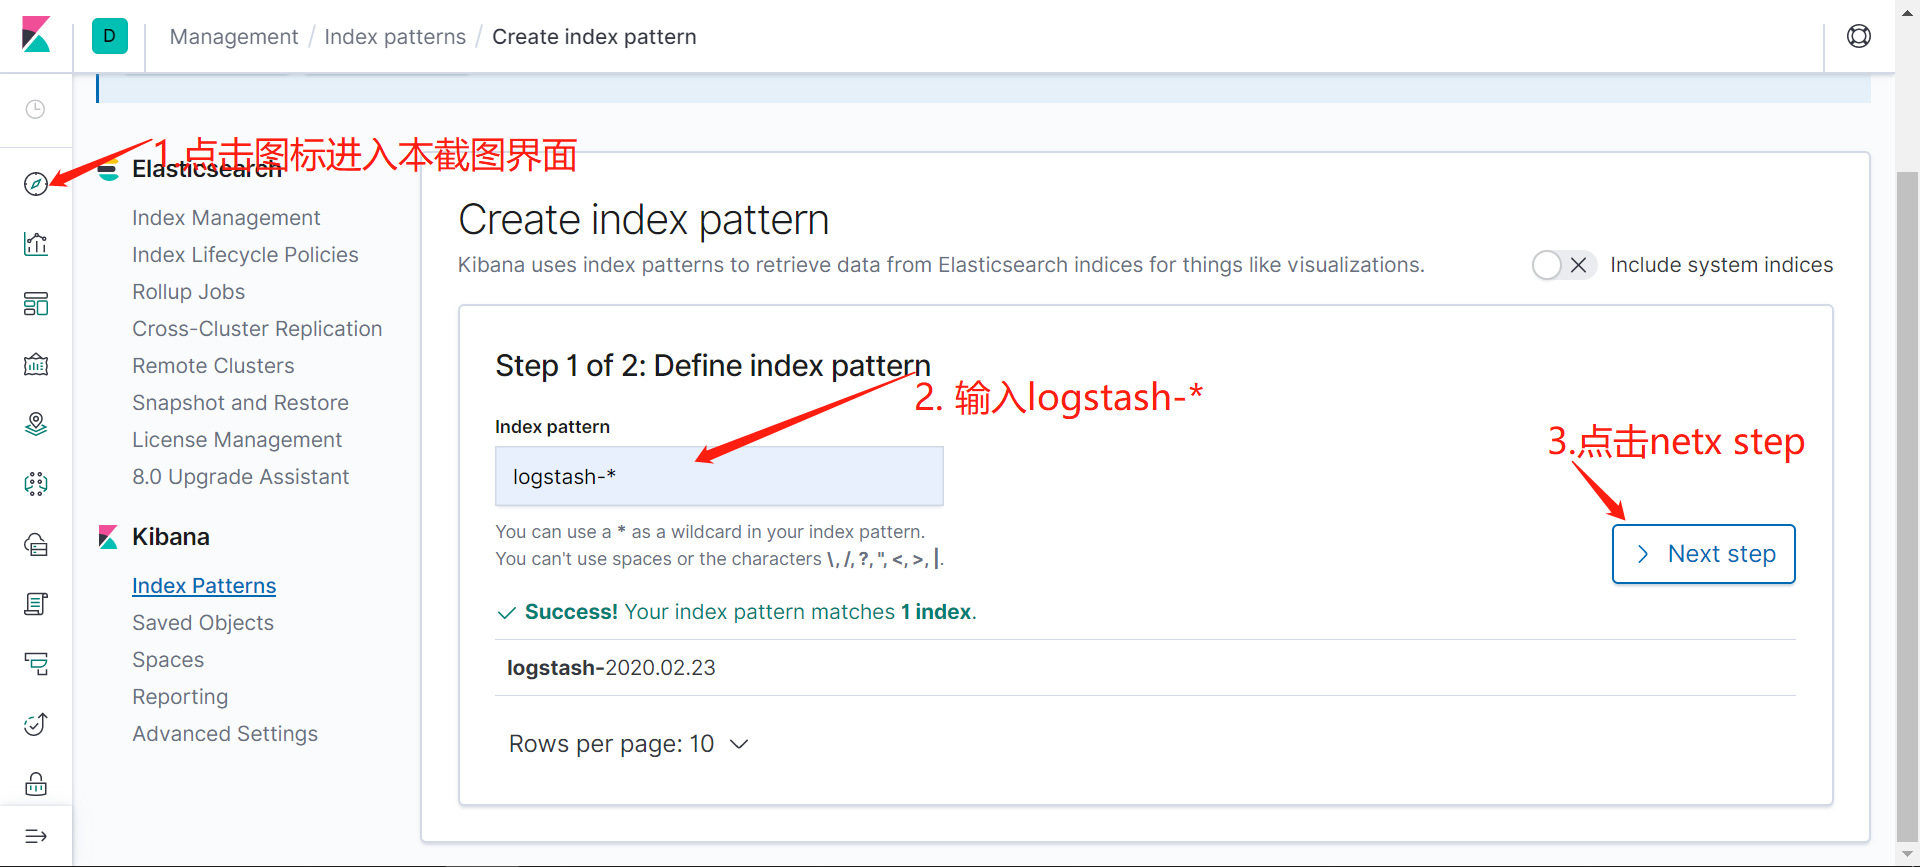 D
Management / Index patterns / Create index pattern
1.点击图标进入本截图界面
Elasticsearch
Index Management
Index Lifecycle Policies
Rollup Jobs
Cross-Cluster Replication
Remote Clusters
Snapshot and Restore
License Management
8.0 Upgrade Assistant
Kibana
Index Patterns
Saved Objects
Spaces
Reporting
Advanced Settings
Create index pattern
Kibana uses index patterns to retrieve data from Elasticsearch indices for things like visualizations.
Include system indices
Step 1 of 2: Define index pattern
2. 输入logstash-*
Index pattern
logstash-*
3.点击netx step
You can use a * as a wildcard in your index pattern.
You can't use spaces or the characters \, /, ?, ", <, >, |.
Next step
Success! Your index pattern matches 1 index.
logstash-2020.02.23
Rows per page: 10